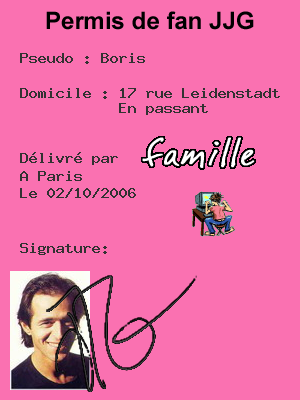 Permis de fan JJG
Pseudo : Boris
Domicile : 17 rue Leidenstadt
En passant
Délivré par famille
A Paris
Le 02/10/2006
Signature:
JJG